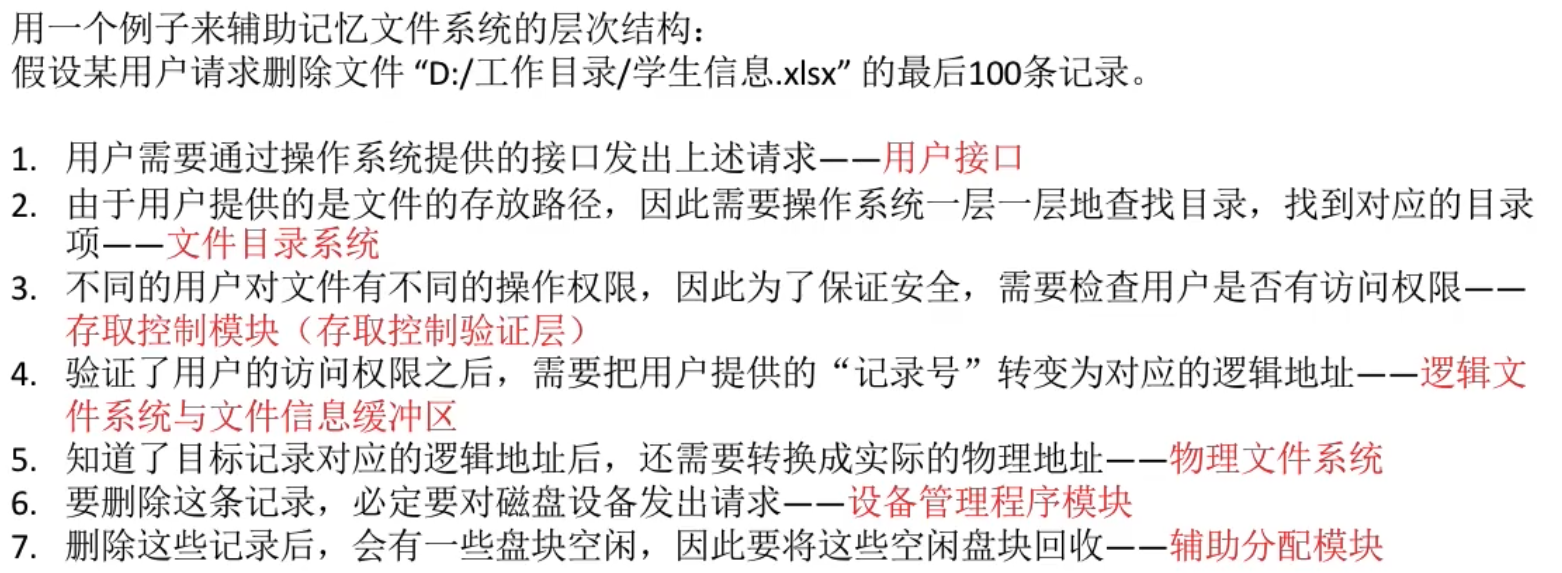 用一个例子来辅助记忆文件系统的层次结构：
假设某用户请求删除文件 “D:/工作目录/学生信息.xlsx” 的最后100条记录。
1. 用户需要通过操作系统提供的接口发出上述请求——用户接口
2. 由于用户提供的是文件的存放路径，因此需要操作系统一层一层地查找目录，找到对应的目录
项——文件目录系统
3. 不同的用户对文件有不同的操作权限，因此为了保证安全，需要检查用户是否有访问权限——
存取控制模块（存取控制验证层）
4. 验证了用户的访问权限之后，需要把用户提供的“记录号”转变为对应的逻辑地址——逻辑文
件系统与文件信息缓冲区
5. 知道了目标记录对应的逻辑地址后，还需要转换成实际的物理地址——物理文件系统
6. 要删除这条记录，必定要对磁盘设备发出请求——设备管理程序模块
7. 删除这些记录后，会有一些盘块空闲，因此要将这些空闲盘块回收——辅助分配模块